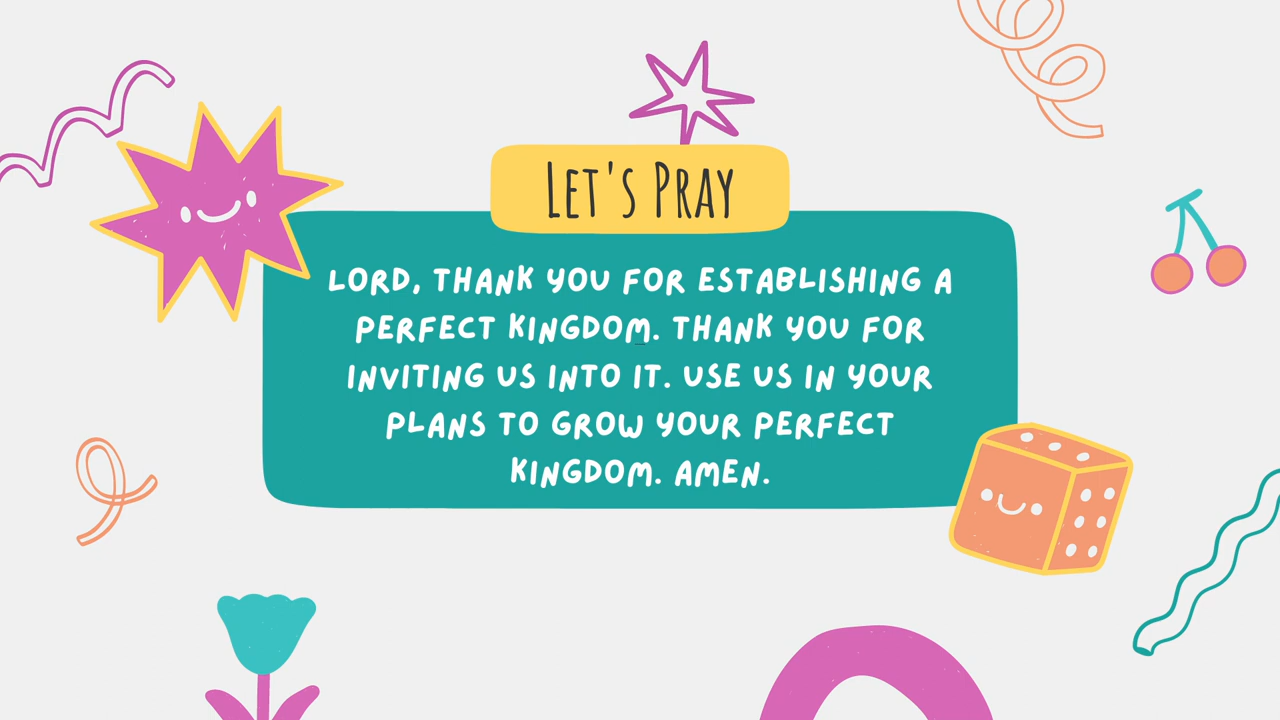 Let's Pray
LORD, THANK YOU FOR ESTABLISHING A
PERFECT KINGDOM. THANK YOU FOR
INVITING US INTO IT. USE US IN YOUR
PLANS TO GROW YOUR PERFECT
KINGDOM. AMEN.